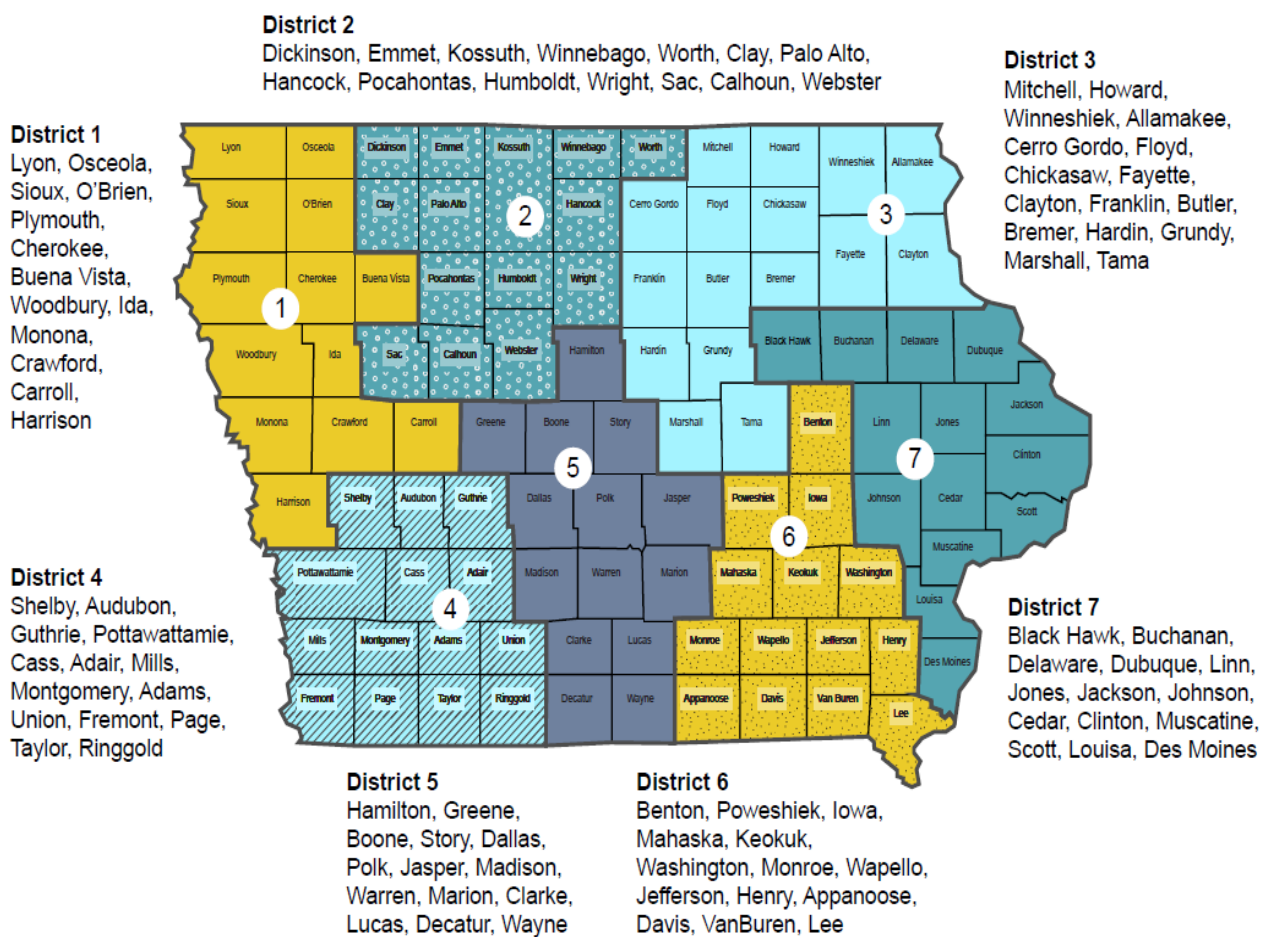 District 2
Dickinson, Emmet, Kossuth, Winnebago, Worth, Clay, Palo Alto,
Hancock, Pocahontas, Humboldt, Wright, Sac, Calhoun, Webster
District 3
Mitchell, Howard,
Winneshiek, Allamakee,
Cerro Gordo, Floyd,
Chickasaw, Fayette,
Clayton, Franklin, Butler,
Bremer, Hardin, Grundy,
Marshall, Tama
District 1
Lyon, Osceola,
Sioux, O'Brien,
Plymouth,
Cherokee,
Buena Vista,
Woodbury, Ida,
Monona,
Crawford,
Carroll,
Harrison
Lyon
Osceola
Dickinson
Emmet
Kossuth
Winnebago
Worth
Mitchell
Howard
Winneshiek
Allamakee
Sioux
O'Brien
Clay
Palo Alto
2
Hancock
Cerro Gordo
Floyd
Chickasaw
3
Fayette
Clayton
Plymouth
Cherokee
Buena Vista
Pocahontas
Humboldt
Wright
Franklin
Butler
Bremer
1
Woodbury
Ida
Sac
Calhoun
Webster
Hamilton
Hardin
Grundy
Black Hawk
Buchanan
Delaware
Dubuque
Monona
Crawford
Carroll
Greene
Boone
Story
Marshall
Tama
Benton
Linn
Jones
Jackson
5
7
Clinton
Harrison
Shelby
Audubon
Guthrie
Dallas
Polk
Jasper
Poweshiek
Iowa
Johnson
Cedar
Scott
6
Muscatine
Pottawattamie
Cass
Adair
Madison
Warren
Marion
Mahaska
Keokuk
Washington
Louisa
4
Mills
Montgomery
Adams
Union
Clarke
Lucas
Monroe
Wapello
Jefferson
Henry
Des Moines
Fremont
Page
Taylor
Ringgold
Decatur
Wayne
Appanoose
Davis
Van Buren
Lee
District 4
Shelby, Audubon,
Guthrie, Pottawattamie,
Cass, Adair, Mills,
Montgomery, Adams,
Union, Fremont, Page,
Taylor, Ringgold
District 7
Black Hawk, Buchanan,
Delaware, Dubuque, Linn,
Jones, Jackson, Johnson,
Cedar, Clinton, Muscatine,
Scott, Louisa, Des Moines
District 5
Hamilton, Greene,
Boone, Story, Dallas,
Polk, Jasper, Madison,
Warren, Marion, Clarke,
Lucas, Decatur, Wayne
District 6
Benton, Poweshiek, Iowa,
Mahaska, Keokuk,
Washington, Monroe, Wapello,
Jefferson, Henry, Appanoose,
Davis, VanBuren, Lee